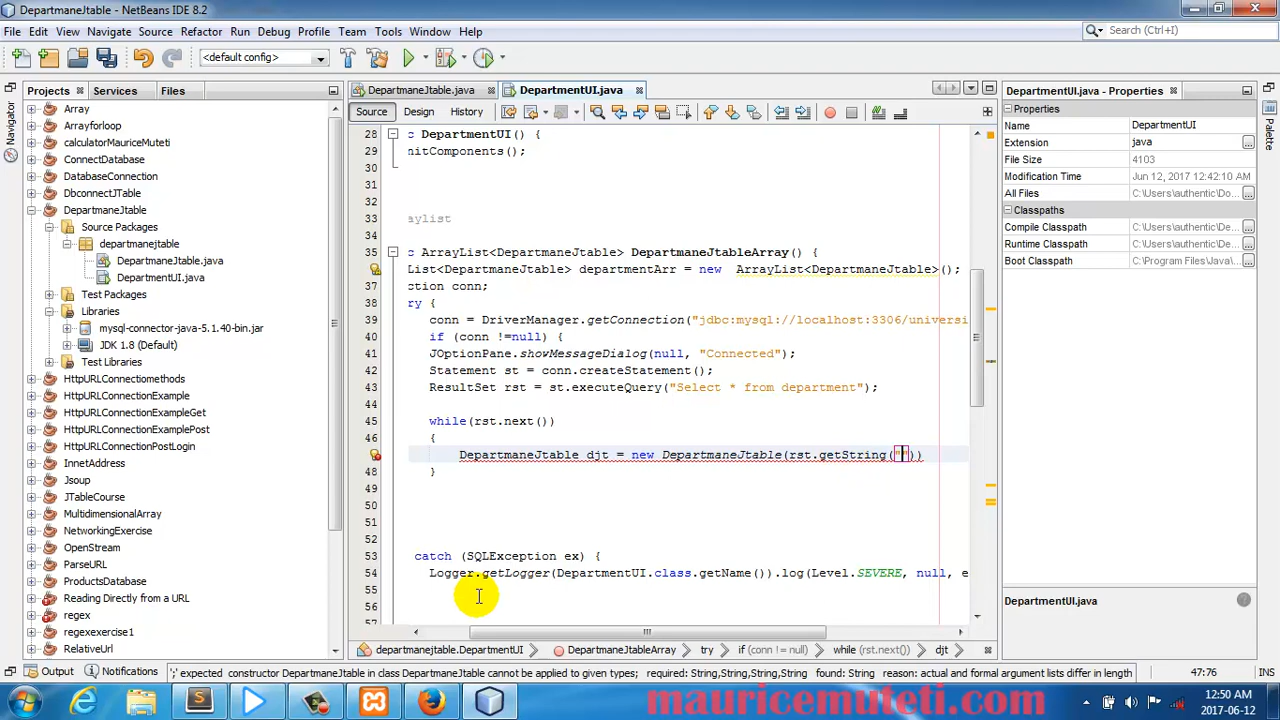 DepartmaneJtable - NetBeans IDE 8.2
File Edit View Navigate Source Refactor Run Debug Profile Team Tools Window Help
Search (Ctrl+I)
<default config>
Projects Services Files
Navigator
Array
Arrayforloop
calculatorMauriceMuteti
ConnectDatabase
DatabaseConnection
DbconnectJTable
DepartmaneJtable
Source Packages
departmanejtable
DepartmaneJtable.java
DepartmentUI.java
Test Packages
Libraries
mysql-connector-java-5.1.40-bin.jar
JDK 1.8 (Default)
Test Libraries
HttpURLConnectiomethods
HttpURLConnectionExample
HttpURLConnectionExampleGet
HttpURLConnectionExamplePost
HttpURLConnectionPostLogin
InnetAddress
Jsoup
JTableCourse
MultidimensionalArray
NetworkingExercise
OpenStream
ParseURL
ProductsDatabase
Reading Directly from a URL
regex
regexexercise1
RelativeUrl
DepartmaneJtable.java DepartmentUI.java
Source Design History
28 c DepartmentUI() {
29 nitComponents();
30
31
32
33 aylist
34
35 c ArrayList<DepartmaneJtable> DepartmaneJtableArray() {
List<DepartmaneJtable> departmentArr = new ArrayList<DepartmaneJtable>();
37 ction conn;
38 ry {
39 conn = DriverManager.getConnection("jdbc:mysql://localhost:3306/universi
40 if (conn !=null) {
41 JOptionPane.showMessageDialog(null, "Connected");
42 Statement st = conn.createStatement();
43 ResultSet rst = st.executeQuery("Select * from department");
44
45 while(rst.next())
46 {
DepartmaneJtable djt = new DepartmaneJtable(rst.getString(""))
48 }
49
50
51
52
53 catch (SQLException ex) {
54 Logger.getLogger(DepartmentUI.class.getName()).log(Level.SEVERE, null, e
55
56
57
departmanejtable.DepartmentUI DepartmaneJtableArray try if (conn != null) while (rst.next()) djt
DepartmentUI.java - Properties
Properties
Name DepartmentUI
Extension java
File Size 4103
Modification Time Jun 12, 2017 12:42:10 AM
All Files C:\Users\authentic\Do...
Classpaths
Compile Classpath C:\Users\authentic\Do...
Runtime Classpath C:\Users\authentic\Do...
Boot Classpath C:\Program Files\Java\...
DepartmentUI.java
Palette
Output Notifications ';' expected constructor DepartmaneJtable in class DepartmaneJtable cannot be applied to given types; required: String,String,String found: String reason: actual and formal argument lists differ in length 47:76 INS
mauricemuteti.com
12:50 AM
2017-06-12